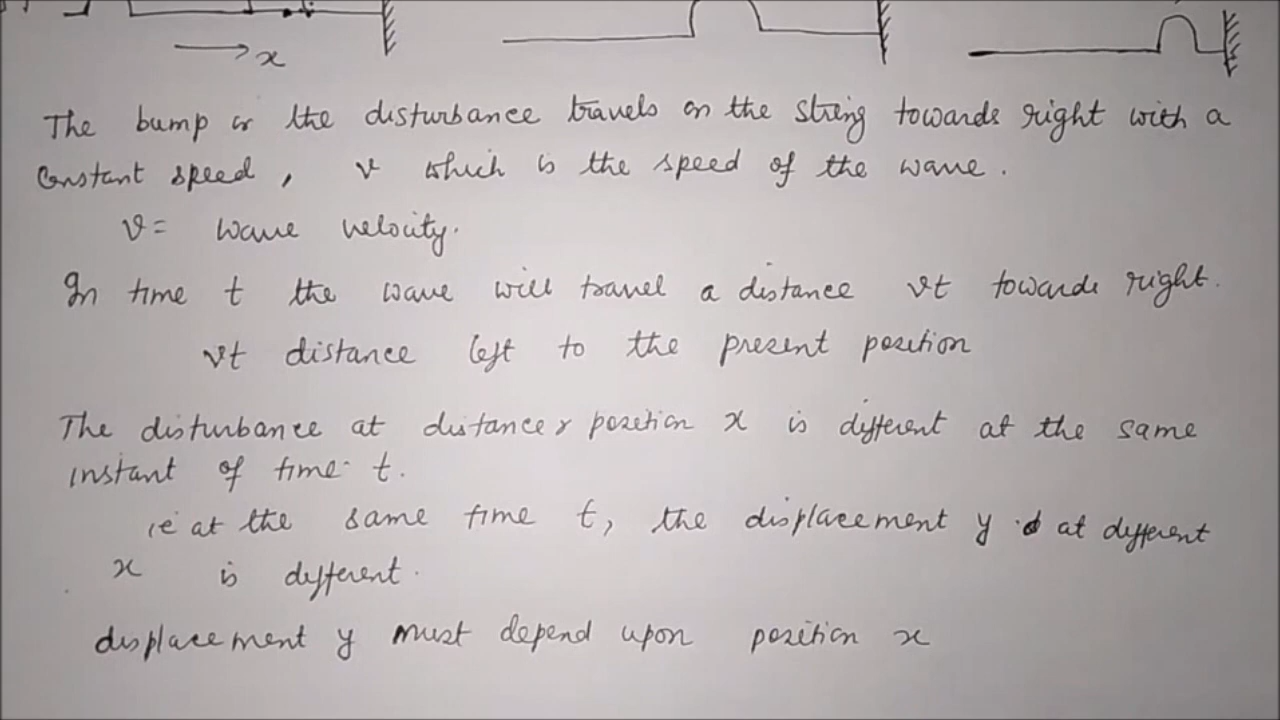 x
The bump or the disturbance travels on the string towards right with a
Constant speed , v which is the speed of the wave .
v = wave velocity.
In time t the wave will travel a distance vt towards right.
vt distance left to the present position
The disturbance at distance x position x is different at the same
instant of time t.
ie at the same time t, the displacement y at different
x is different.
displacement y must depend upon position x